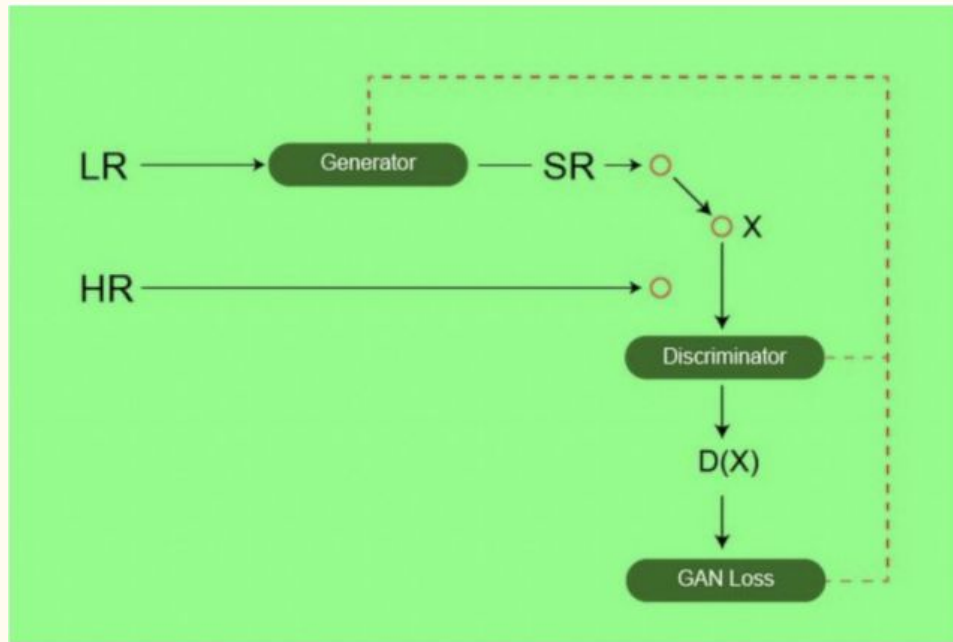 LR
Generator
SR
X
HR
Discriminator
D(X)
GAN Loss